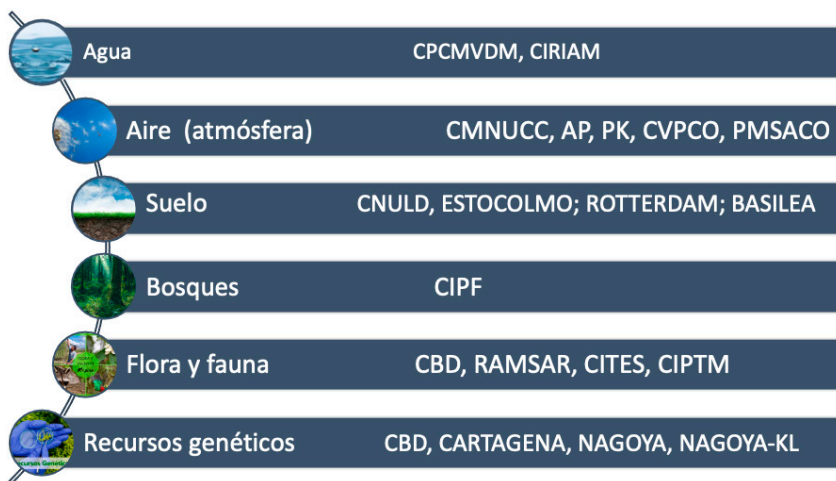 Agua CPCMVDM, CIRIAM
Aire (atmósfera) CMNUCC, AP, PK, CVPCO, PMSACO
Suelo CNULD, ESTOCOLMO; ROTTERDAM; BASILEA
Bosques CIPF
Flora y fauna CBD, RAMSAR, CITES, CIPTM
Recursos genéticos CBD, CARTAGENA, NAGOYA, NAGOYA-KL